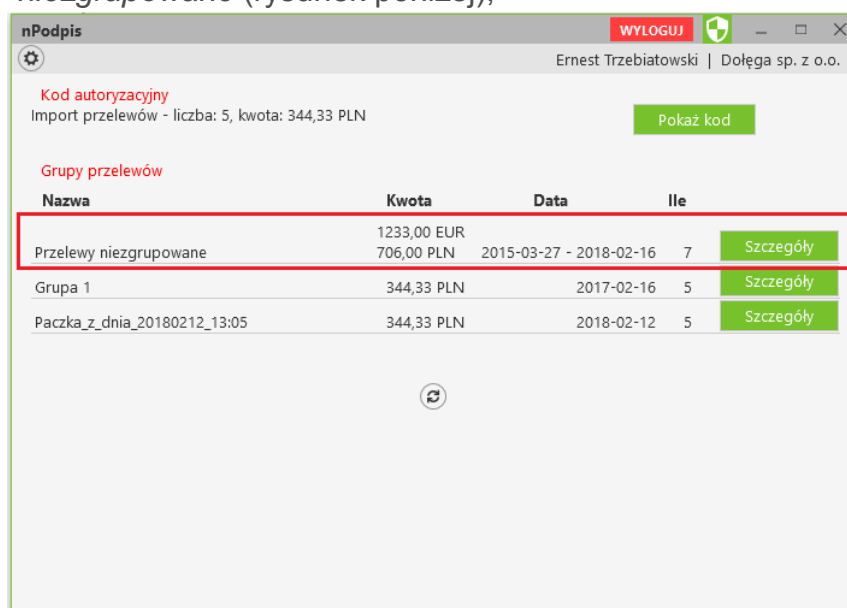 niezgrupowane (rysunek poniżej),
nPodpis WYLOGUJ
Ernest Trzebiatowski | Dołęga sp. z o.o.
Kod autoryzacyjny
Import przelewów - liczba: 5, kwota: 344,33 PLN Pokaż kod
Grupy przelewów
Nazwa Kwota Data Ile
1233,00 EUR
Przelewy niezgrupowane 706,00 PLN 2015-03-27 - 2018-02-16 7 Szczegóły
Grupa 1 344,33 PLN 2017-02-16 5 Szczegóły
Paczka_z_dnia_20180212_13:05 344,33 PLN 2018-02-12 5 Szczegóły